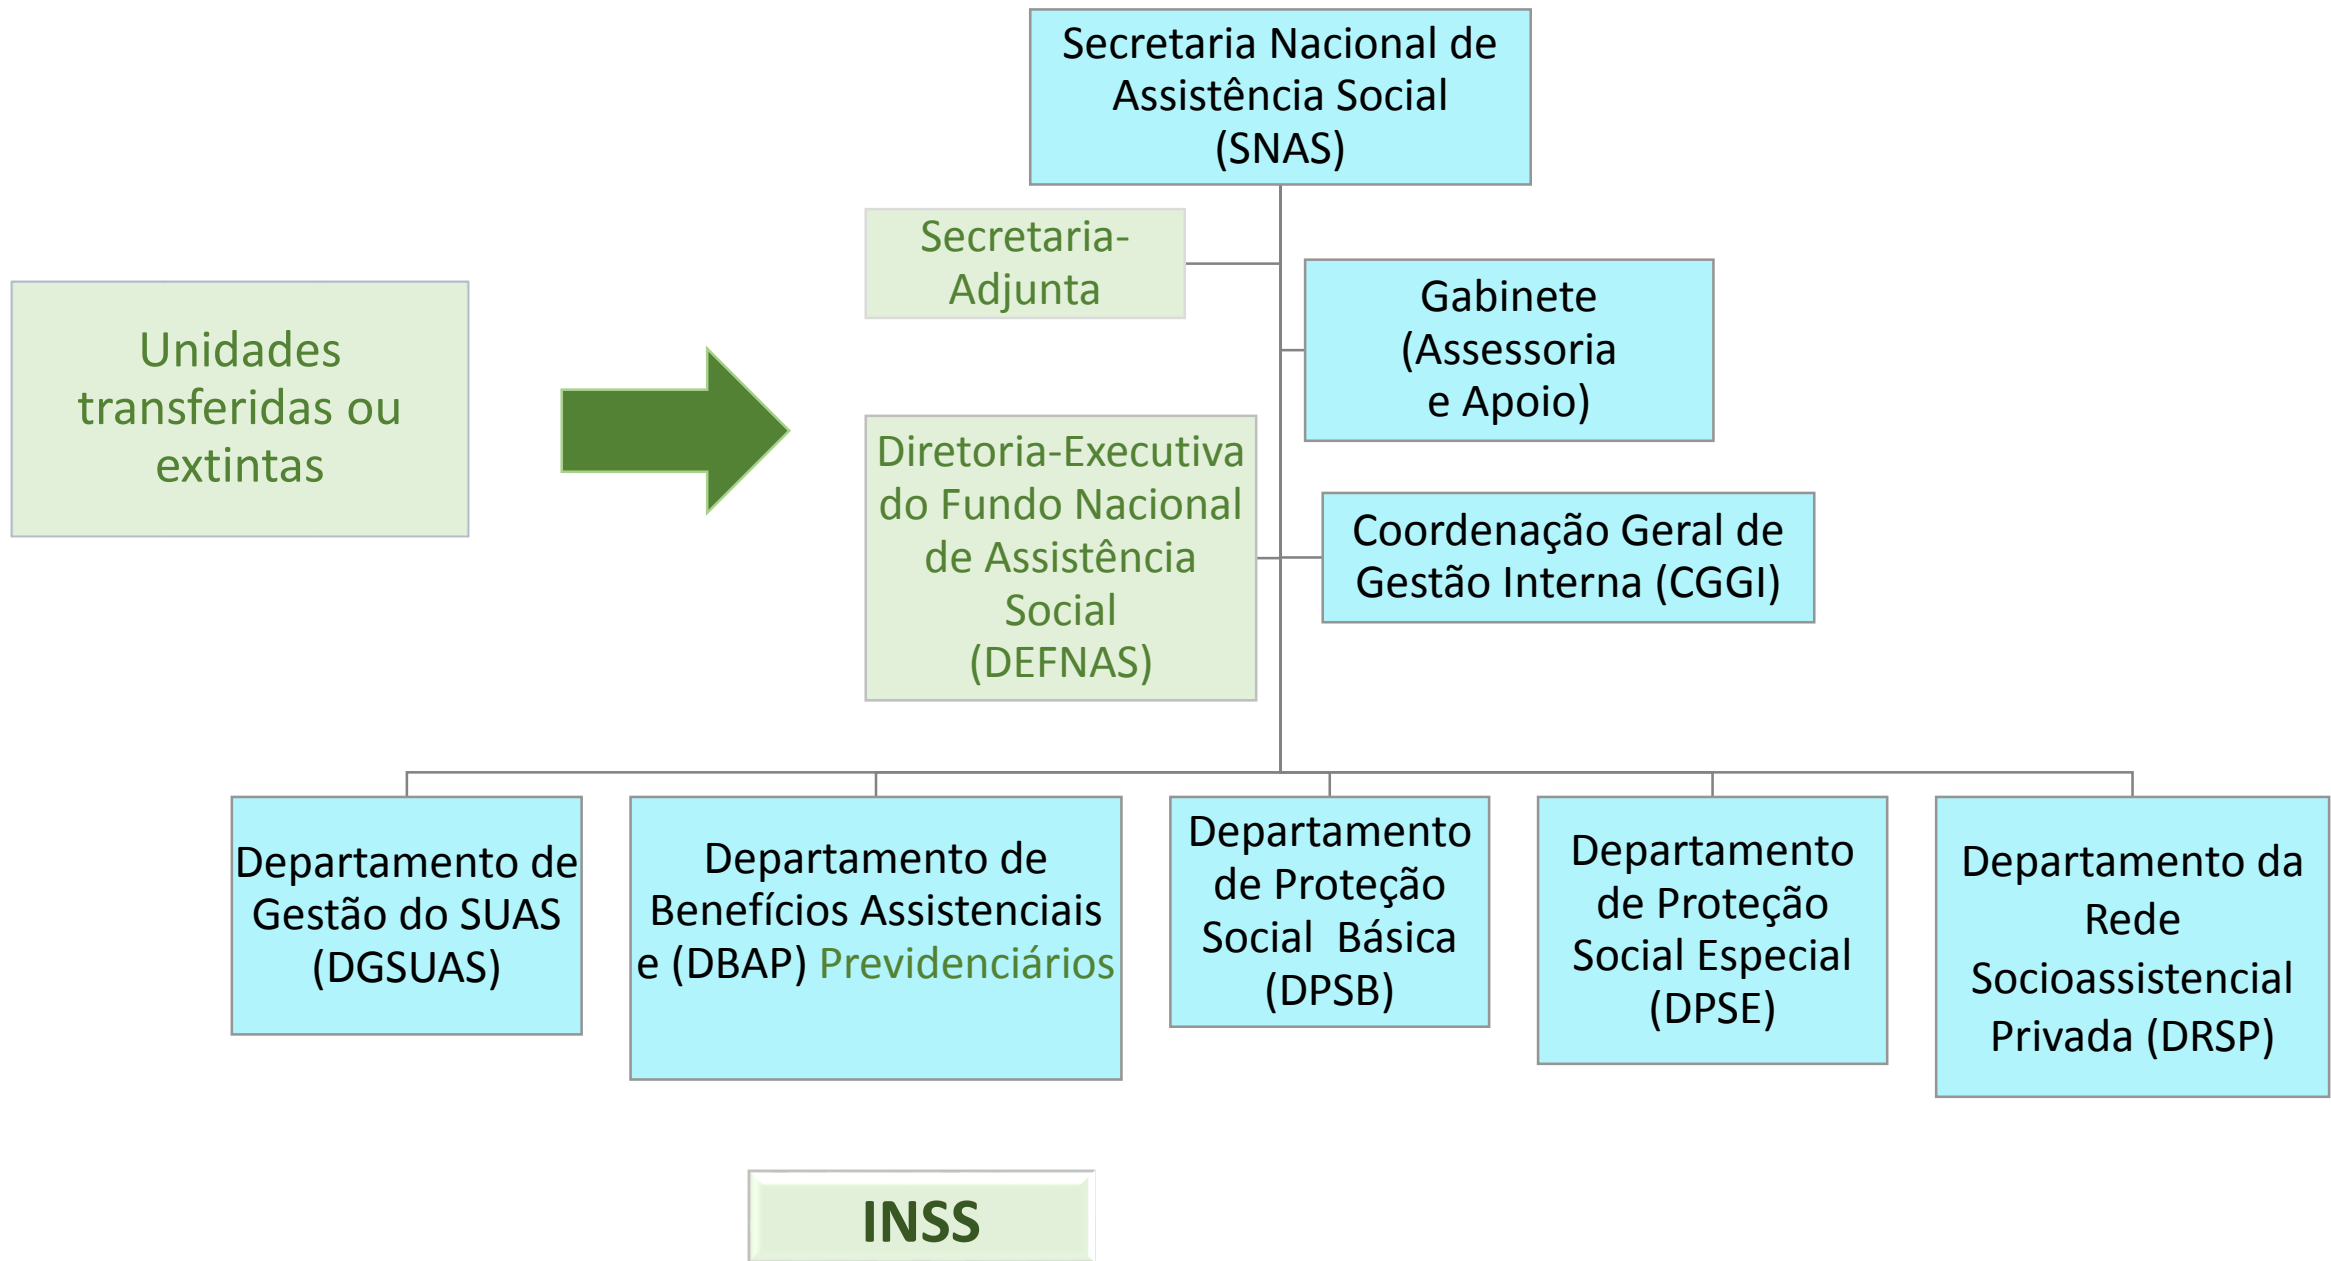 Secretaria Nacional de
Assistência Social
(SNAS)
Secretaria-
Adjunta
Gabinete
(Assessoria
e Apoio)
Unidades
transferidas ou
extintas
Diretoria-Executiva
do Fundo Nacional
de Assistência
Social
(DEFNAS)
Coordenação Geral de
Gestão Interna (CGGI)
Departamento de
Gestão do SUAS
(DGSUAS)
Departamento de
Benefícios Assistenciais
e (DBAP) Previdenciários
Departamento
de Proteção
Social  Básica
(DPSB)
Departamento
de Proteção
Social Especial
(DPSE)
Departamento da
Rede
Socioassistencial
Privada (DRSP)
INSS